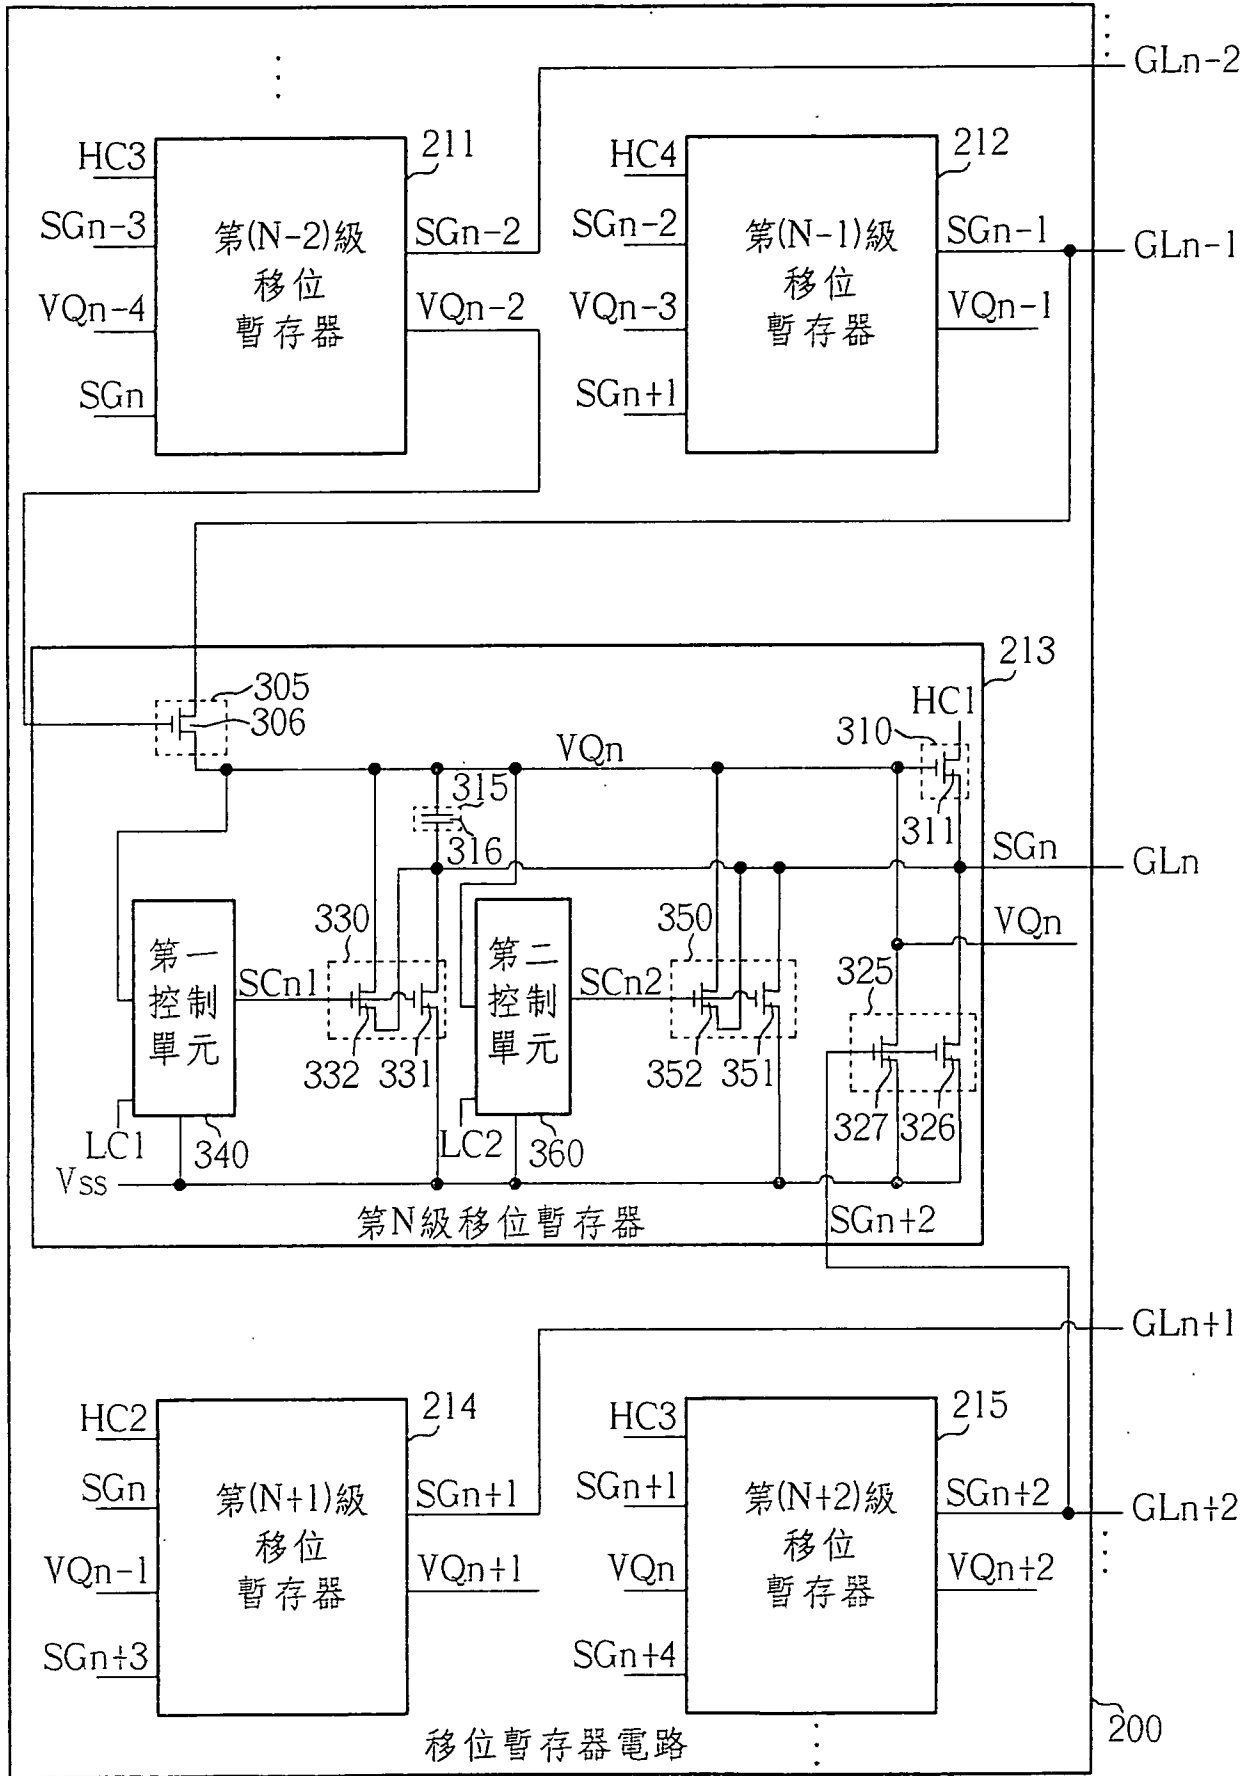 GLn-2
HC3
211
SGn-3
第(N-2)級
移位
暫存器
SGn-2
VQn-4
VQn-2
SGn
HC4
212
SGn-2
第(N-1)級
移位
暫存器
SGn-1
GLn-1
VQn-3
VQn-1
SGn+1
213
305
306
HC1
310
311
VQn
315
316
SGn
GLn
VQn
第一
控制
單元
SCn1
330
332
331
第二
控制
單元
SCn2
350
352
351
325
327
326
LC1
340
LC2
360
Vss
SGn+2
第N級移位暫存器
GLn+1
HC2
214
SGn
第(N+1)級
移位
暫存器
SGn+1
VQn-1
VQn+1
SGn+3
HC3
215
SGn+1
第(N+2)級
移位
暫存器
SGn+2
GLn+2
VQn
VQn+2
SGn+4
200
移位暫存器電路